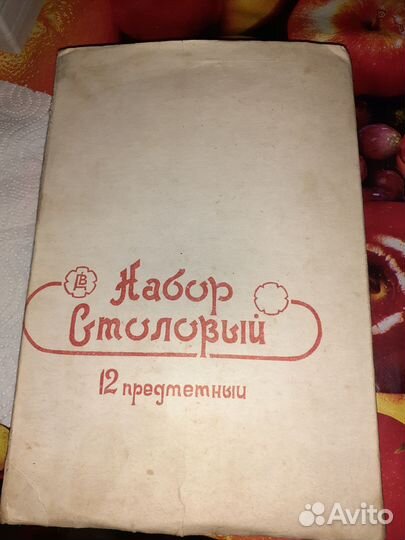 Набор
Столовый
12 предметный
Avito